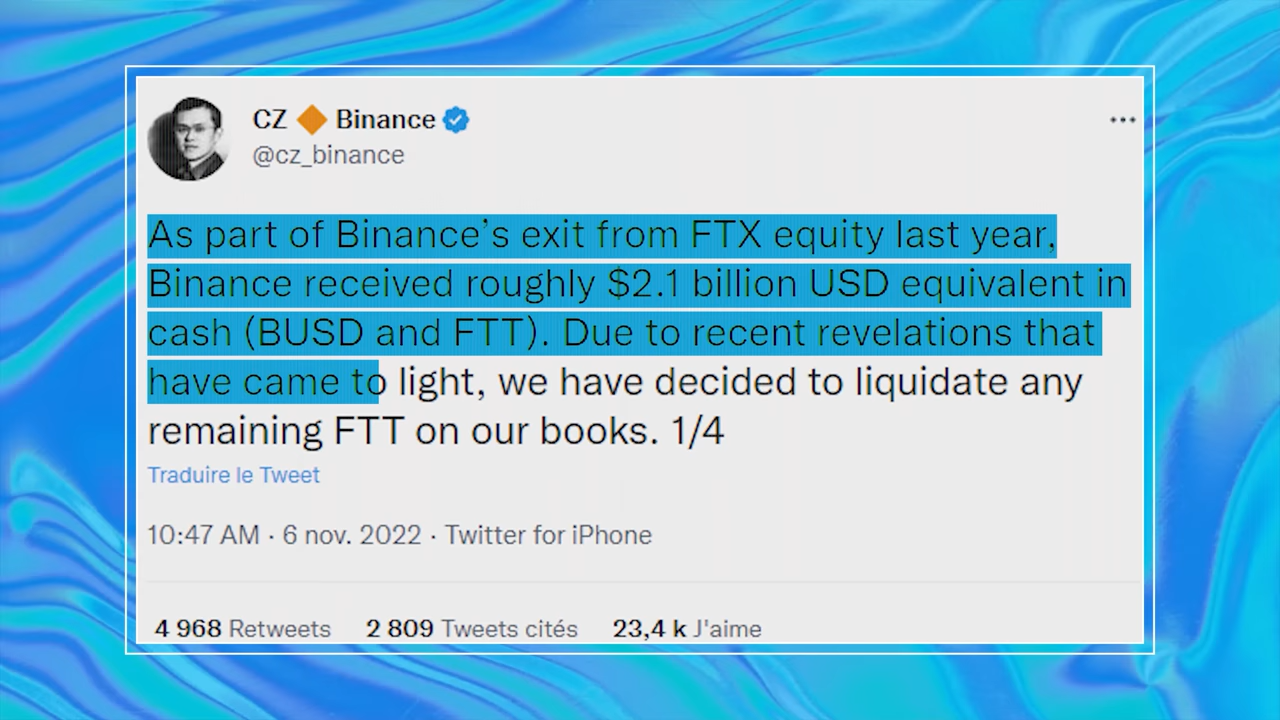 CZ 🔶 Binance
@cz_binance
As part of Binance’s exit from FTX equity last year,
Binance received roughly $2.1 billion USD equivalent in
cash (BUSD and FTT). Due to recent revelations that
have came to light, we have decided to liquidate any
remaining FTT on our books. 1/4
Traduire le Tweet
10:47 AM · 6 nov. 2022 · Twitter for iPhone
4 968 Retweets 2 809 Tweets cités 23,4 k J'aime